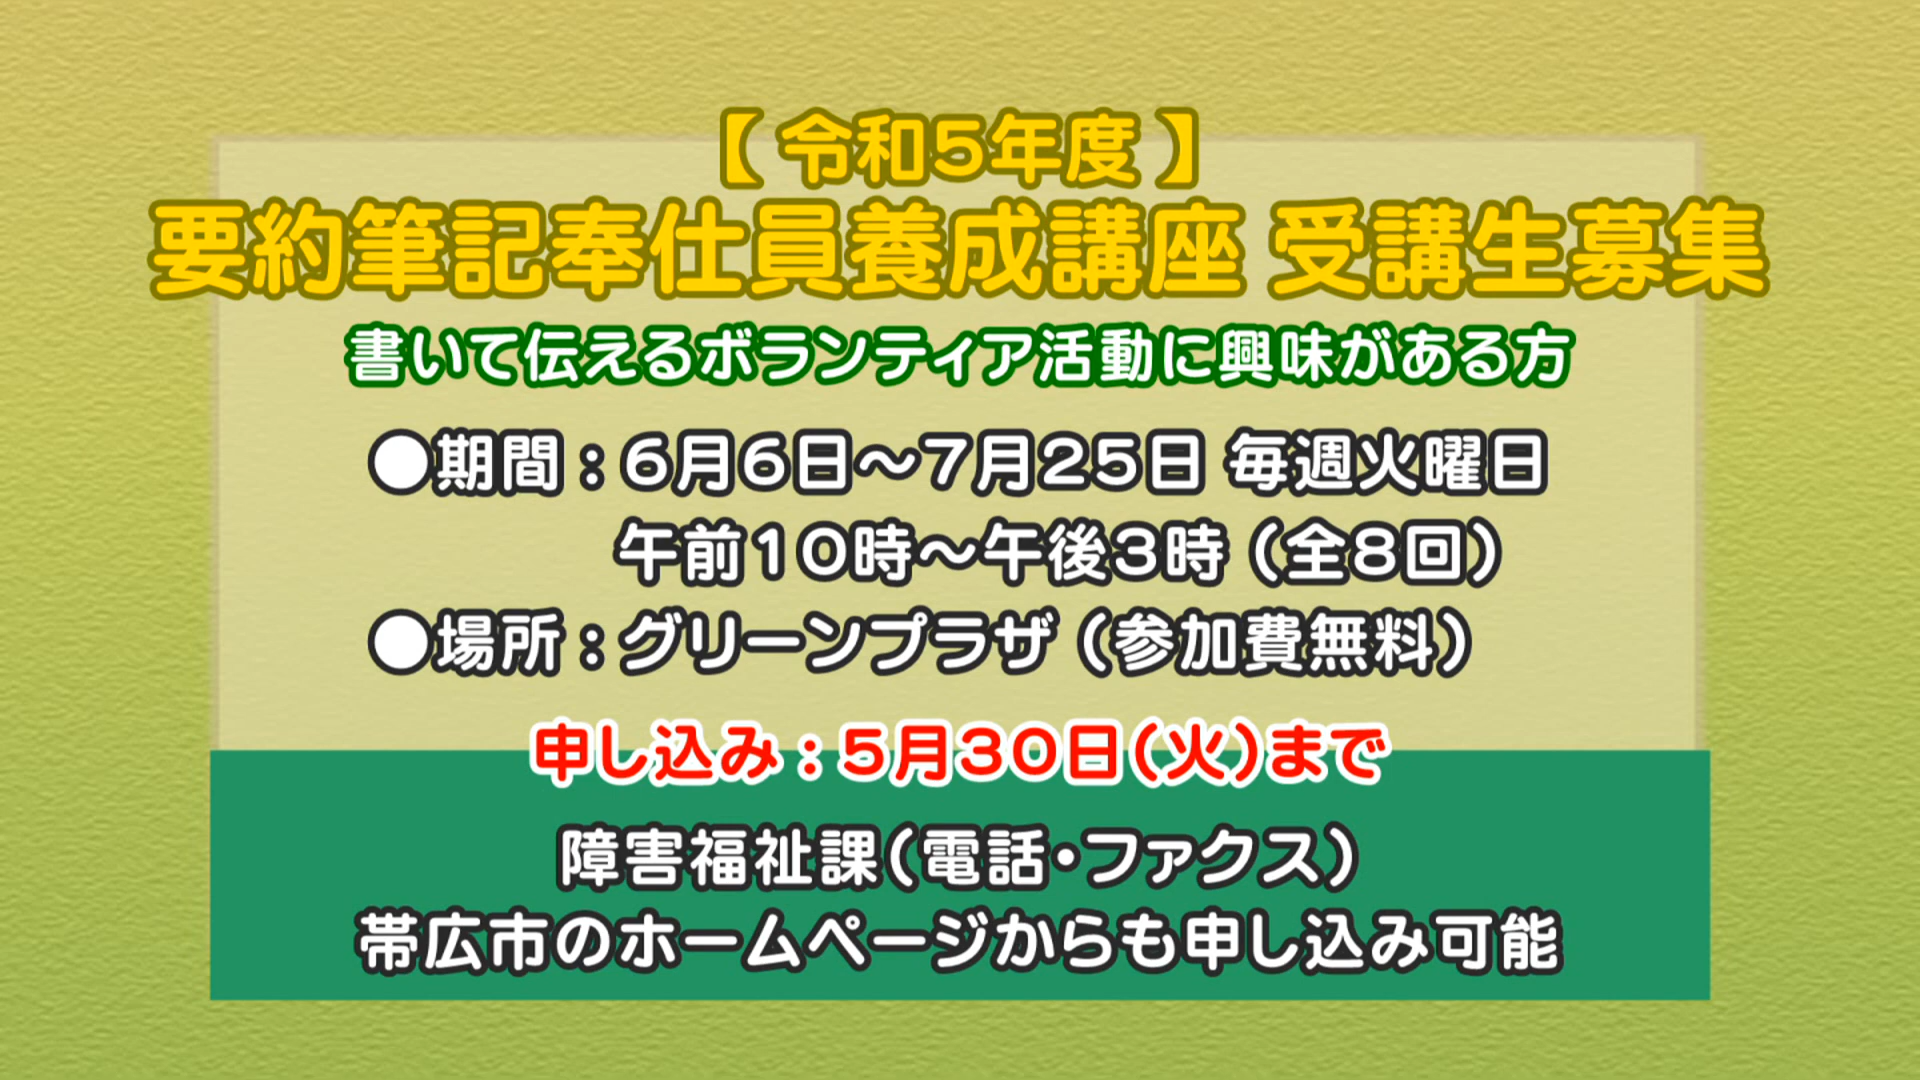 【 令和5年度 】
要約筆記奉仕員養成講座 受講生募集
書いて伝えるボランティア活動に興味がある方
●期間：6月6日～7月25日 毎週火曜日
午前10時～午後3時（全8回）
●場所：グリーンプラザ（参加費無料）
申し込み：5月30日（火）まで
障害福祉課（電話・ファクス）
帯広市のホームページからも申し込み可能